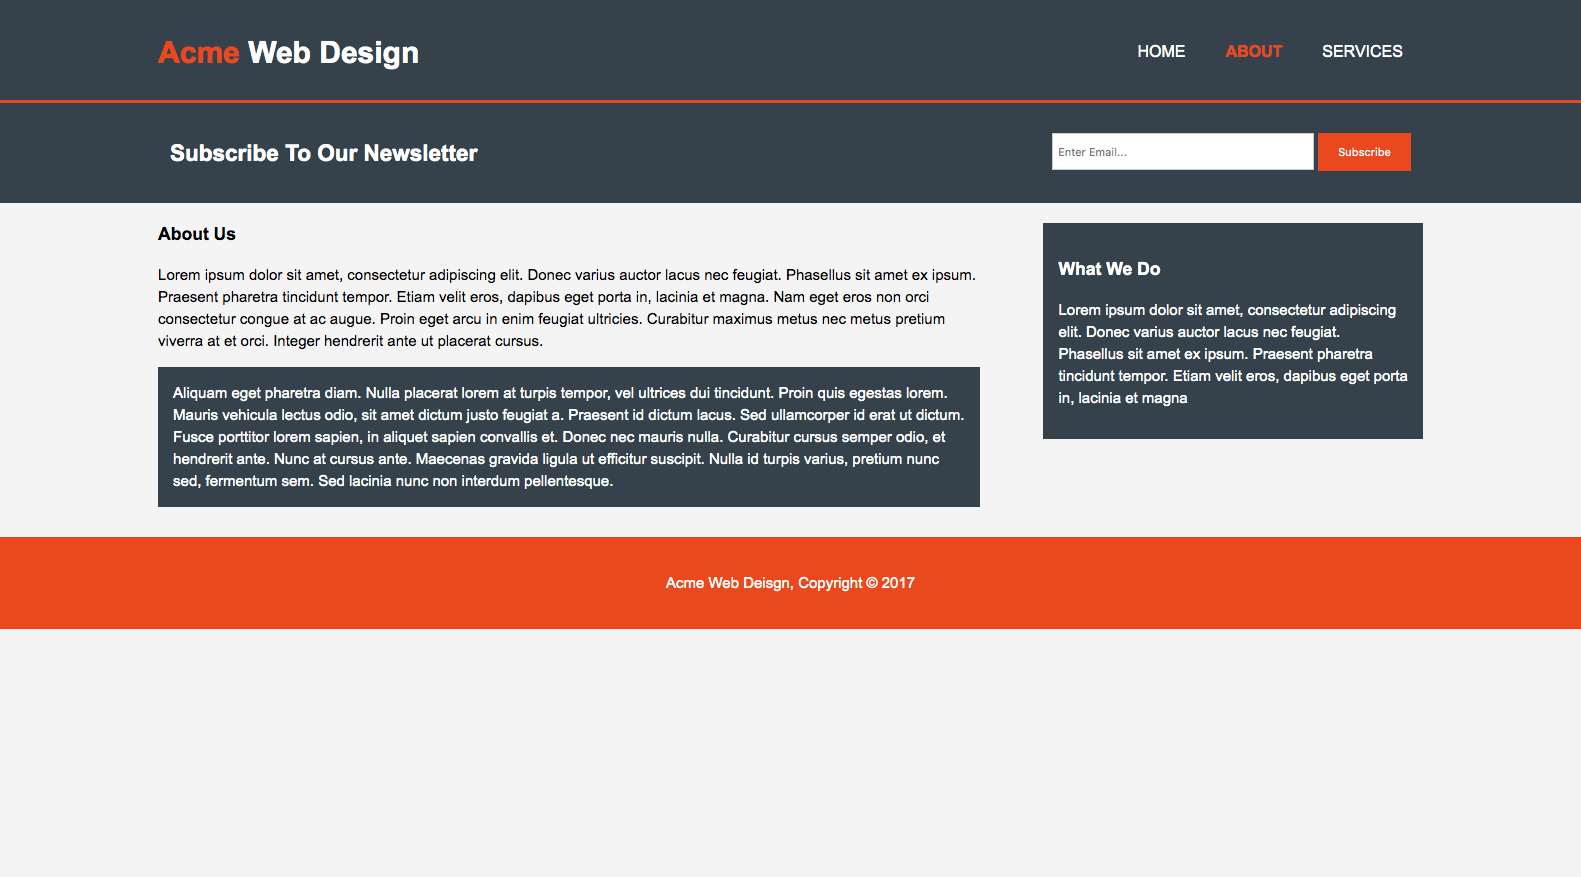 Acme Web Design
HOME ABOUT SERVICES
Subscribe To Our Newsletter
Enter Email...
Subscribe
About Us
Lorem ipsum dolor sit amet, consectetur adipiscing elit. Donec varius auctor lacus nec feugiat. Phasellus sit amet ex ipsum.
Praesent pharetra tincidunt tempor. Etiam velit eros, dapibus eget porta in, lacinia et magna. Nam eget eros non orci
consectetur congue at ac augue. Proin eget arcu in enim feugiat ultricies. Curabitur maximus metus nec metus pretium
viverra at et orci. Integer hendrerit ante ut placerat cursus.
Aliquam eget pharetra diam. Nulla placerat lorem at turpis tempor, vel ultrices dui tincidunt. Proin quis egestas lorem.
Mauris vehicula lectus odio, sit amet dictum justo feugiat a. Praesent id dictum lacus. Sed ullamcorper id erat ut dictum.
Fusce porttitor lorem sapien, in aliquet sapien convallis et. Donec nec mauris nulla. Curabitur cursus semper odio, et
hendrerit ante. Nunc at cursus ante. Maecenas gravida ligula ut efficitur suscipit. Nulla id turpis varius, pretium nunc
sed, fermentum sem. Sed lacinia nunc non interdum pellentesque.
What We Do
Lorem ipsum dolor sit amet, consectetur adipiscing
elit. Donec varius auctor lacus nec feugiat.
Phasellus sit amet ex ipsum. Praesent pharetra
tincidunt tempor. Etiam velit eros, dapibus eget porta
in, lacinia et magna
Acme Web Deisgn, Copyright © 2017